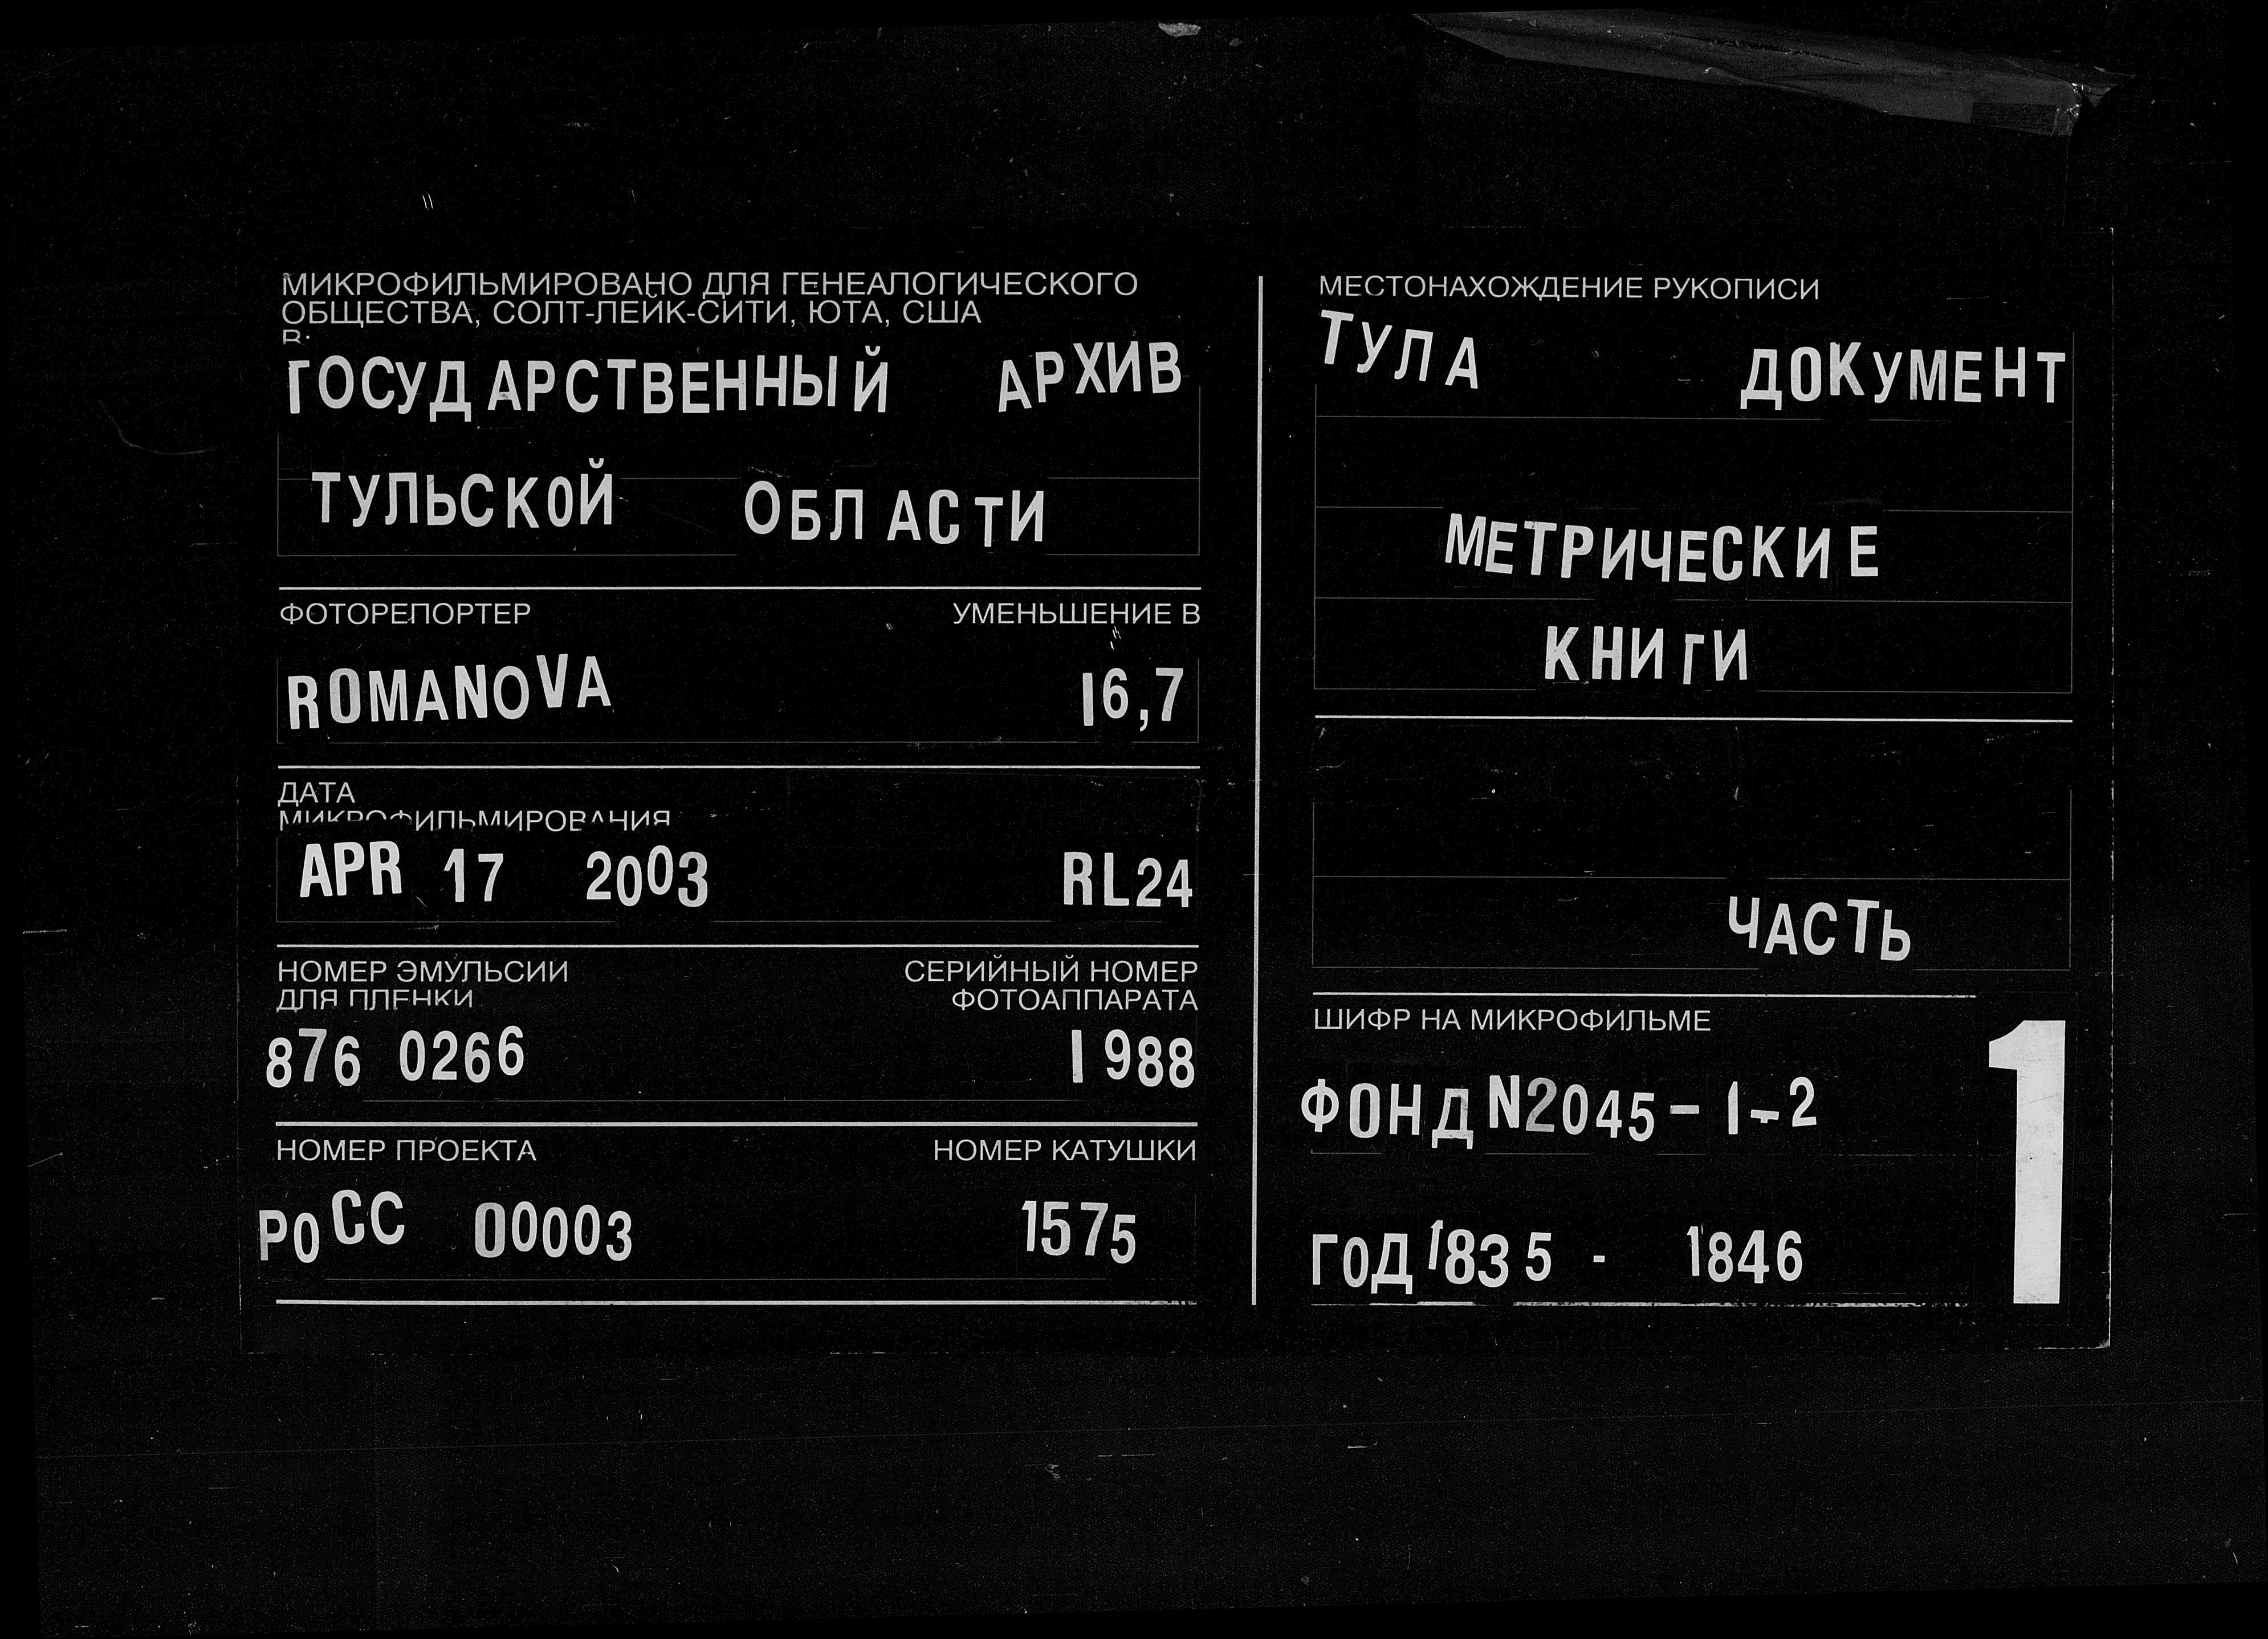 МИКРОФИЛЬМИРОВАНО ДЛЯ ГЕНЕАЛОГИЧЕСКОГО
ОБЩЕСТВА, СОЛТ-ЛЕЙК-СИТИ, ЮТА, США
В:
ГОСУДАРСТВЕННЫЙ АРХИВ
ТУЛЬСКОЙ ОБЛАСТИ
ФОТОРЕПОРТЕР УМЕНЬШЕНИЕ В
ROMANOVA 16,7
ДАТА
МИКРОФИЛЬМИРОВАНИЯ
APR 17 2003 RL24
НОМЕР ЭМУЛЬСИИ СЕРИЙНЫЙ НОМЕР
ДЛЯ ПЛЕНКИ ФОТОАППАРАТА
876 0266 1988
НОМЕР ПРОЕКТА НОМЕР КАТУШКИ
РОСС 00003 1575
МЕСТОНАХОЖДЕНИЕ РУКОПИСИ
ТУЛА ДОКУМЕНТ
МЕТРИЧЕСКИЕ
КНИГИ
ЧАСТЬ
1
ШИФР НА МИКРОФИЛЬМЕ
ФОНД N2045-1-2
ГОД 1835 - 1846